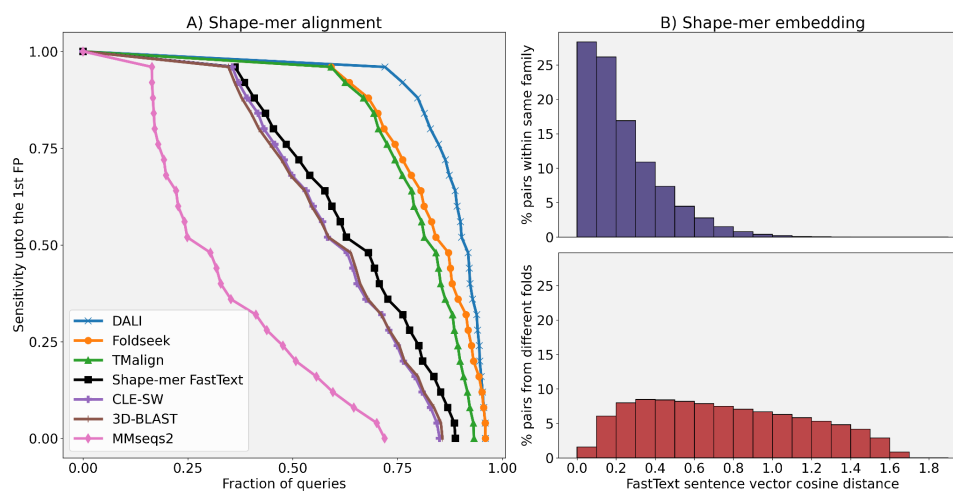 A) Shape-mer alignment
Sensitivity upto the 1st FP
1.00
0.75
0.50
0.25
0.00
DALI
Foldseek
TMalign
Shape-mer FastText
CLE-SW
3D-BLAST
MMseqs2
0.00 0.25 0.50 0.75 1.00
Fraction of queries
B) Shape-mer embedding
% pairs within same family
25
20
15
10
5
0
% pairs from different folds
25
20
15
10
5
0
0.0 0.2 0.4 0.6 0.8 1.0 1.2 1.4 1.6 1.8
FastText sentence vector cosine distance